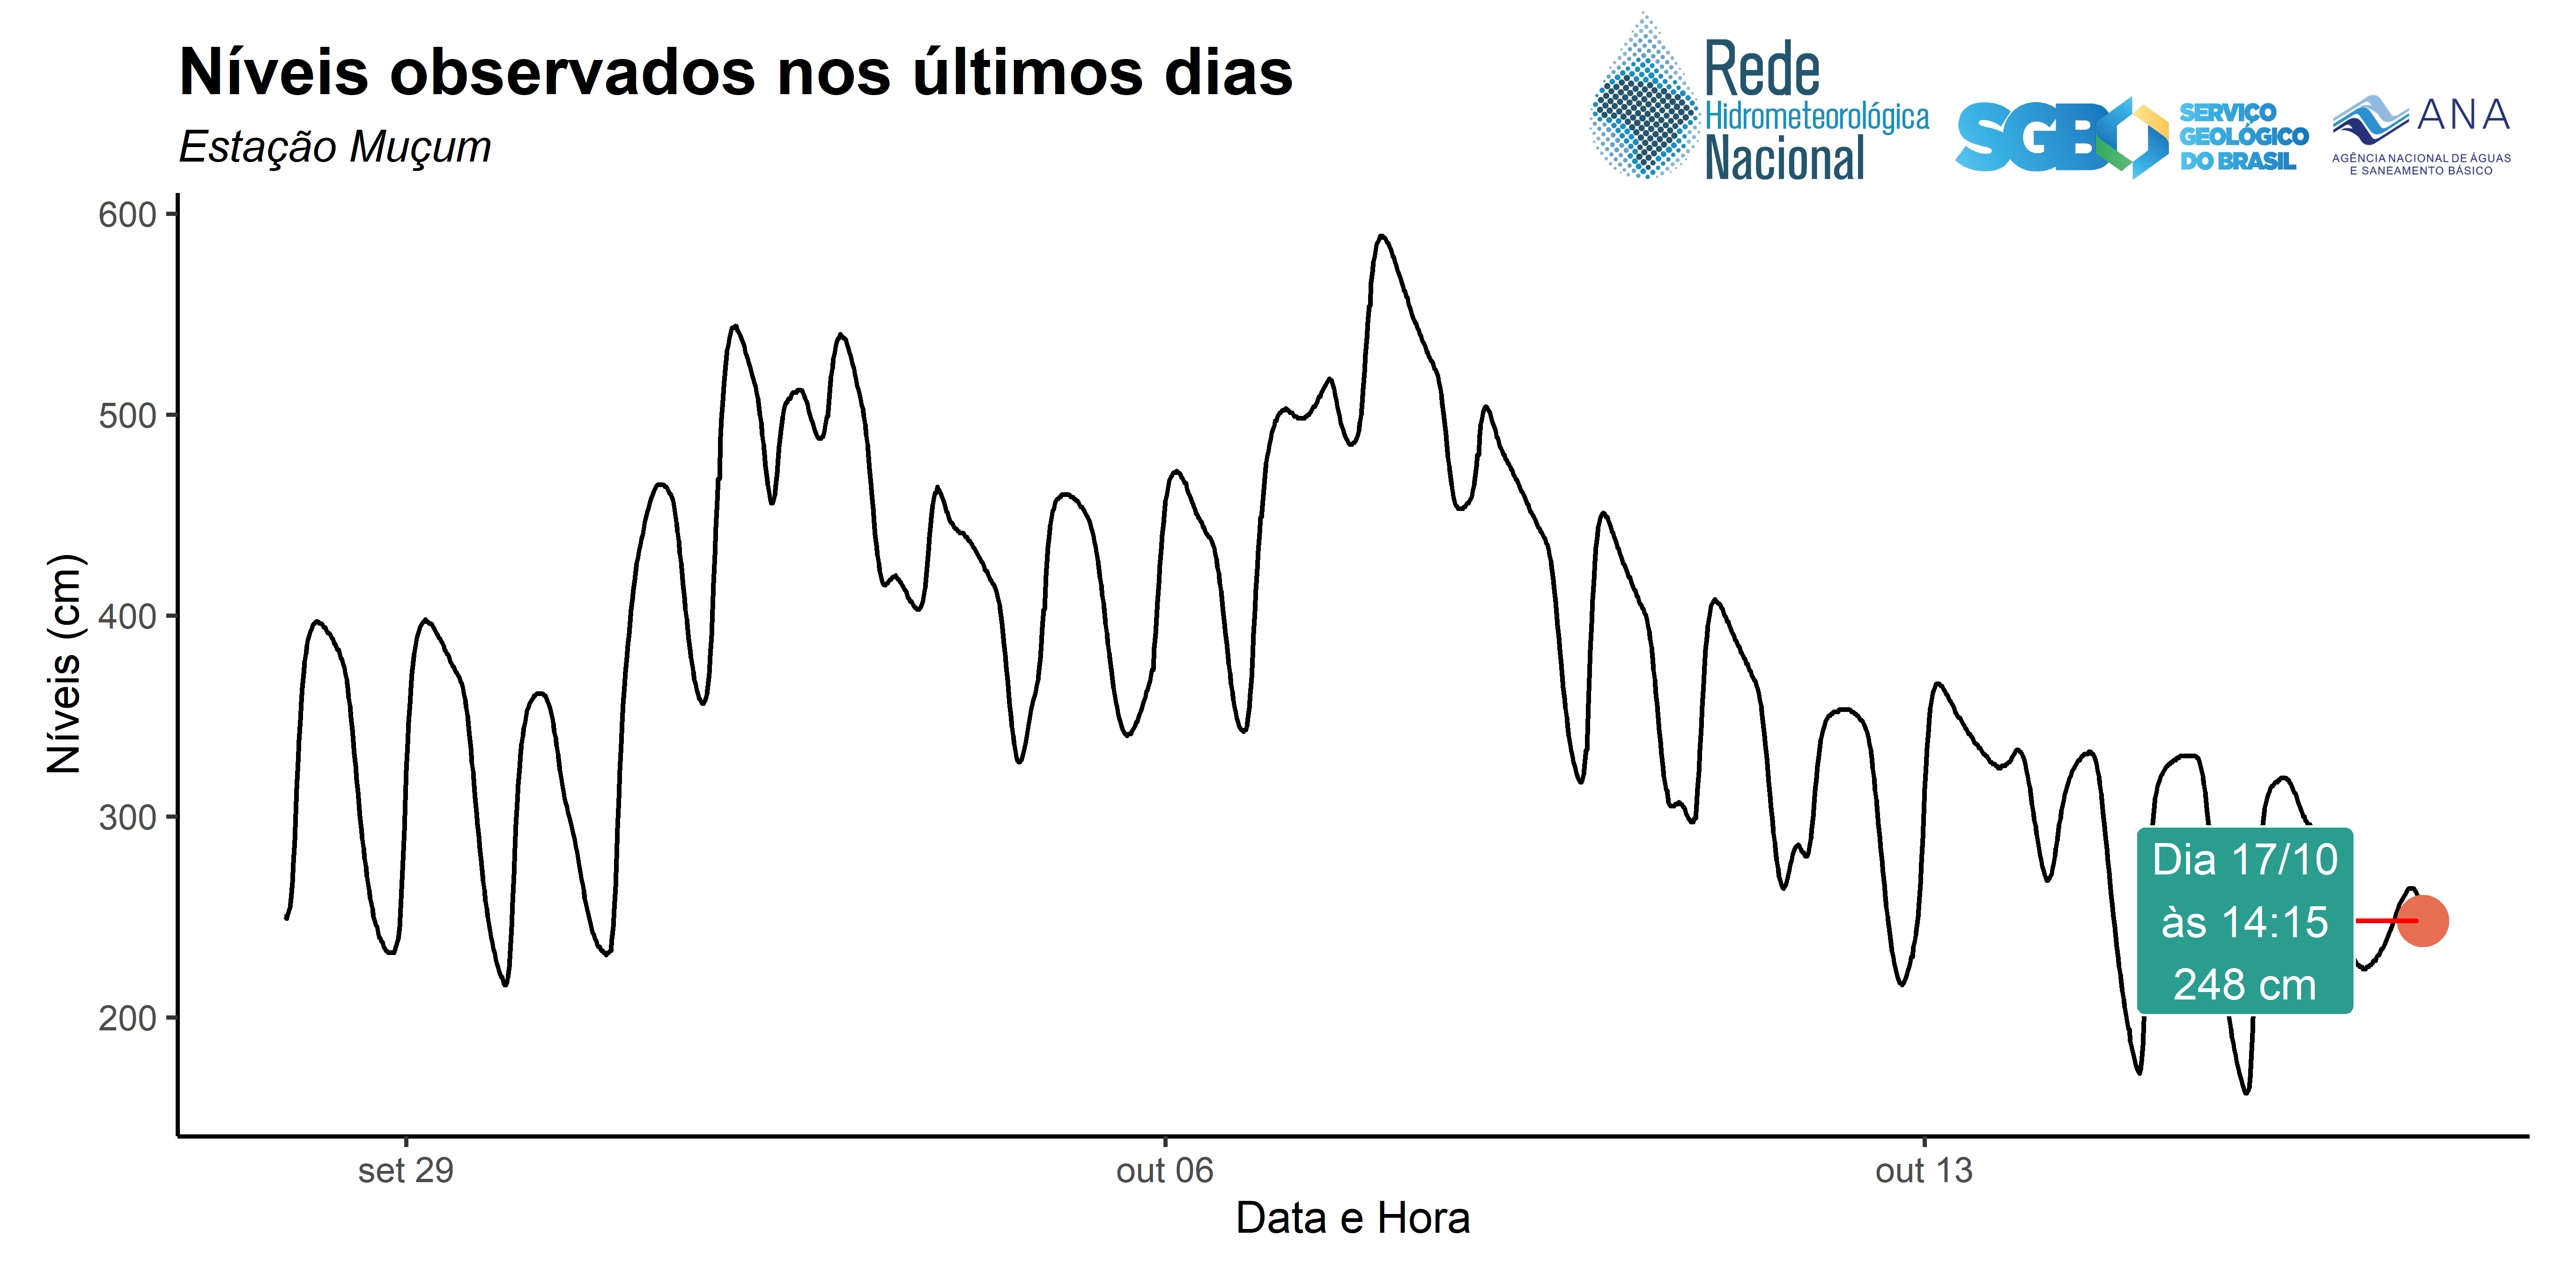 Níveis observados nos últimos dias
Estação Muçum
Rede
Hidrometeorológica
Nacional
SGB
SERVIÇO
GEOLÓGICO
DO BRASIL
ANA
AGÊNCIA NACIONAL DE ÁGUAS
E SANEAMENTO BÁSICO
Níveis (cm)
600
500
400
300
200
Dia 17/10
às 14:15
248 cm
set 29
out 06
out 13
Data e Hora